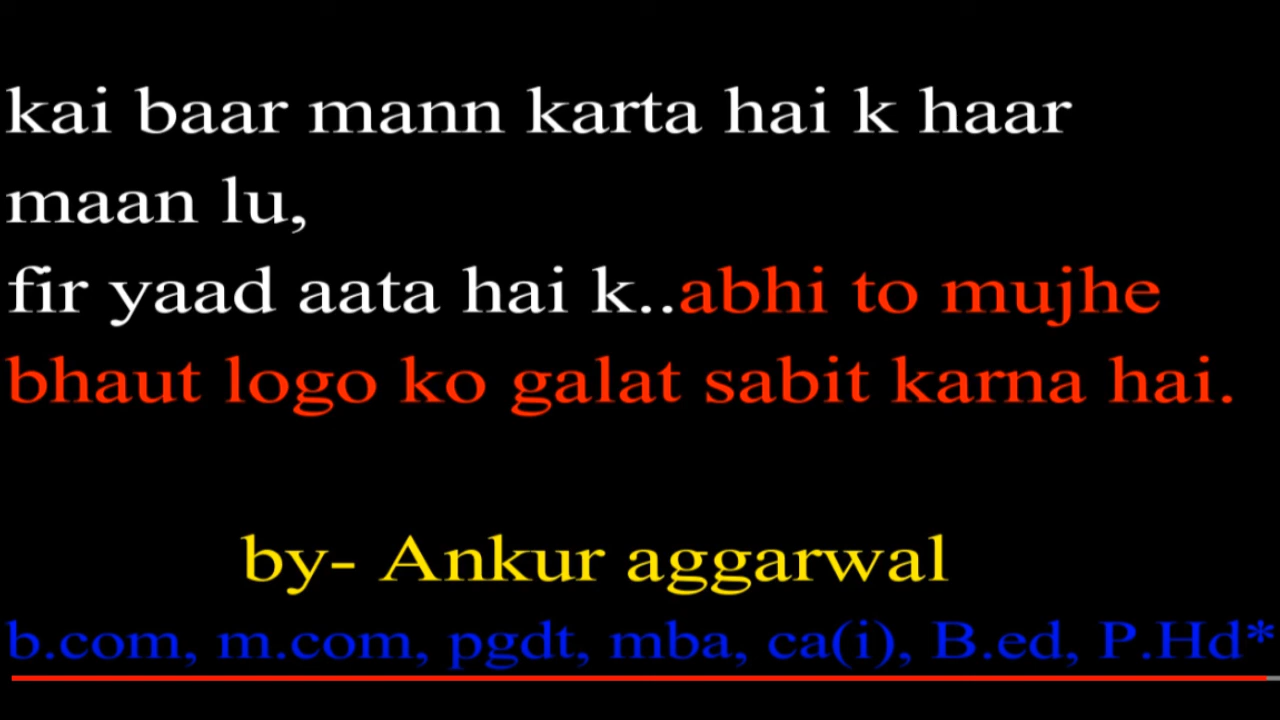 kai baar mann karta hai k haar
maan lu,
fir yaad aata hai k..abhi to mujhe
bhaut logo ko galat sabit karna hai.
by- Ankur aggarwal
b.com, m.com, pgdt, mba, ca(i), B.ed, P.Hd*